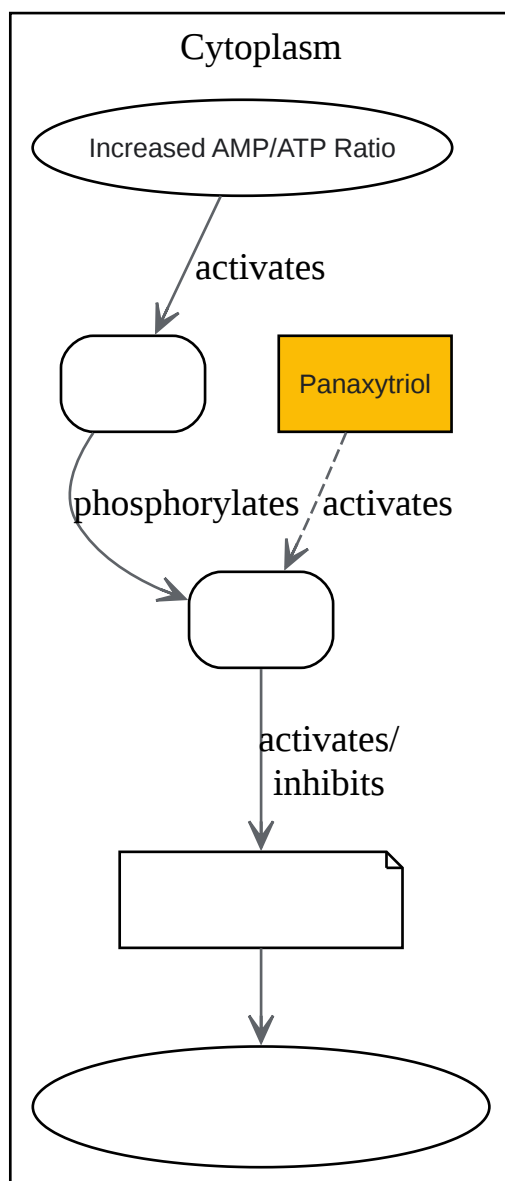 Cytoplasm
Increased AMP/ATP Ratio
activates
Panaxytriol
phosphorylates
activates
activates/
inhibits